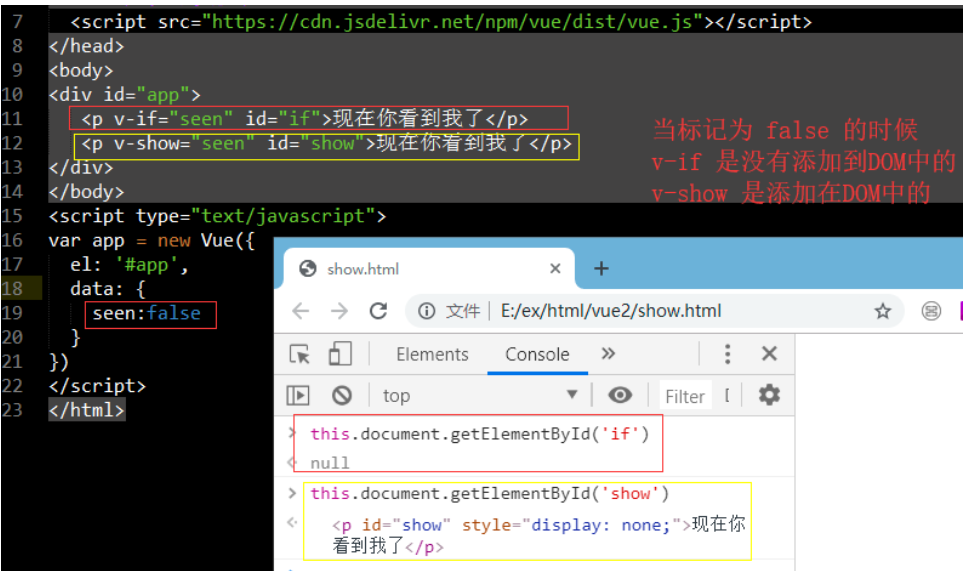 7 <script src="https://cdn.jsdelivr.net/npm/vue/dist/vue.js"></script>
8 </head>
9 <body>
10 <div id="app">
11 <p v-if="seen" id="if">现在你看到我了</p>
12 <p v-show="seen" id="show">现在你看到我了</p>
13 </div>
14 </body>
15 <script type="text/javascript">
16 var app = new Vue({
17 el: '#app',
18 data: {
19 seen:false
20 }
21 })
22 </script>
23 </html>
当标记为 false 的时候
v-if 是没有添加到DOM中的
v-show 是添加在DOM中的
show.html
文件 | E:/ex/html/vue2/show.html
Elements Console »
top Filter
> this.document.getElementById('if')
null
> this.document.getElementById('show')
<p id="show" style="display: none;">现在你
看到我了</p>